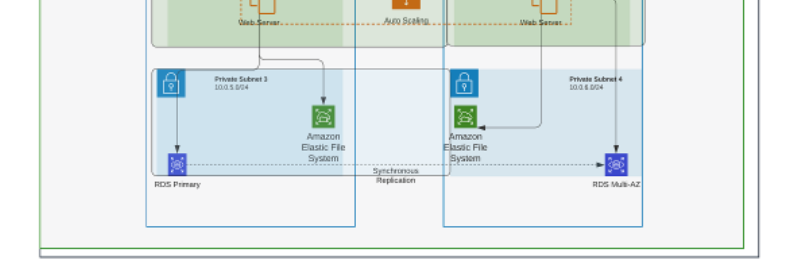 Web Server
Auto Scaling
Web Server
Private Subnet 3
10.0.5.0/24
Private Subnet 4
10.0.6.0/24
Amazon
Elastic File
System
Amazon
Elastic File
System
Synchronous
Replication
RDS Primary
RDS Multi-AZ